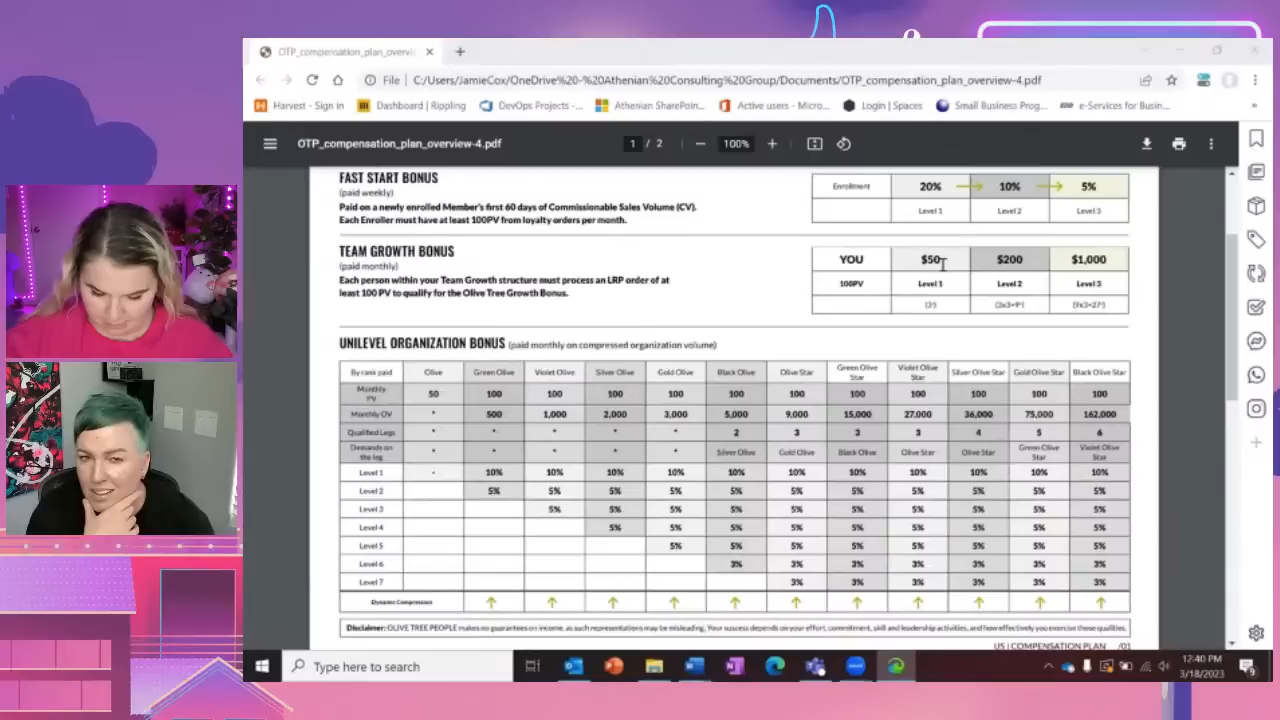 OTP_compensation_plan_overvie
File
C:/Users/JamieCox/OneDrive%20-%20Athenian%20Consulting%20Group/Documents/OTP_compensation_plan_overview-4.pdf
Harvest - Sign in
Dashboard | Rippling
DevOps Projects -...
Athenian SharePoin...
Active users - Micro...
Login | Spaces
Small Business Prog...
e-Services for Busin...
»
OTP_compensation_plan_overview-4.pdf
1 / 2
100%
FAST START BONUS
(paid weekly)
Paid on a newly enrolled Member's first 60 days of Commissionable Sales Volume (CV).
Each Enroller must have at least 100PV from loyalty orders per month.
Enrollment 20% 10% 5%
Level 1 Level 2 Level 3
TEAM GROWTH BONUS
(paid monthly)
Each person within your Team Growth structure must process an LRP order of at
least 100 PV to qualify for the Olive Tree Growth Bonus.
YOU $50 $200 $1,000
100PV Level 1 Level 2 Level 3
UNILEVEL ORGANIZATION BONUS (paid monthly on compressed organization volume)
By rank paid Olive Green Olive Violet Olive Silver Olive Gold Olive Black Olive Olive Star Green Olive Star Violet Olive Star Silver Olive Star Gold Olive Star Black Olive Star
Monthly PV 50 100 100 100 100 100 100 100 100 100 100 100
Monthly OV * 500 1,000 2,000 3,000 5,000 9,000 15,000 27,000 36,000 75,000 162,000
Qualified Legs * * * * * 2 3 3 3 4 5 6
Demands on the leg * * * * * Silver Olive Gold Olive Black Olive Olive Star Olive Star Green Olive Star Violet Olive Star
Level 1 - 10% 10% 10% 10% 10% 10% 10% 10% 10% 10% 10%
Level 2 5% 5% 5% 5% 5% 5% 5% 5% 5% 5% 5%
Level 3 5% 5% 5% 5% 5% 5% 5% 5% 5% 5%
Level 4 5% 5% 5% 5% 5% 5% 5% 5% 5%
Level 5 5% 5% 5% 5% 5% 5% 5% 5%
Level 6 3% 3% 3% 3% 3% 3% 3%
Level 7 3% 3% 3% 3% 3% 3%
Dynamic Compression
Disclaimer: OLIVE TREE PEOPLE makes no guarantees on income, as such representations may be misleading. Your success depends on your effort, commitment, skill and leadership activities, and how effectively you exercise these qualities.
US | COMPENSATION PLAN /01
Type here to search
12:40 PM
3/18/2023